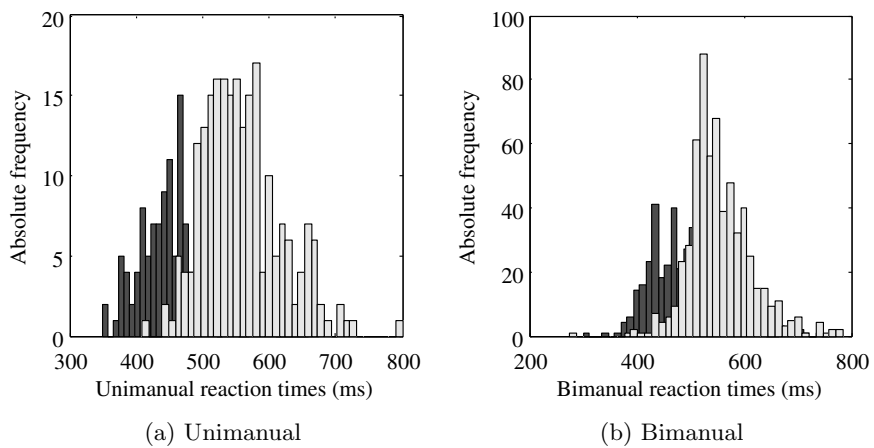 20
15
10
5
0
Absolute frequency
300 400 500 600 700 800
Unimanual reaction times (ms)
(a) Unimanual
100
80
60
40
20
0
Absolute frequency
200 400 600 800
Bimanual reaction times (ms)
(b) Bimanual